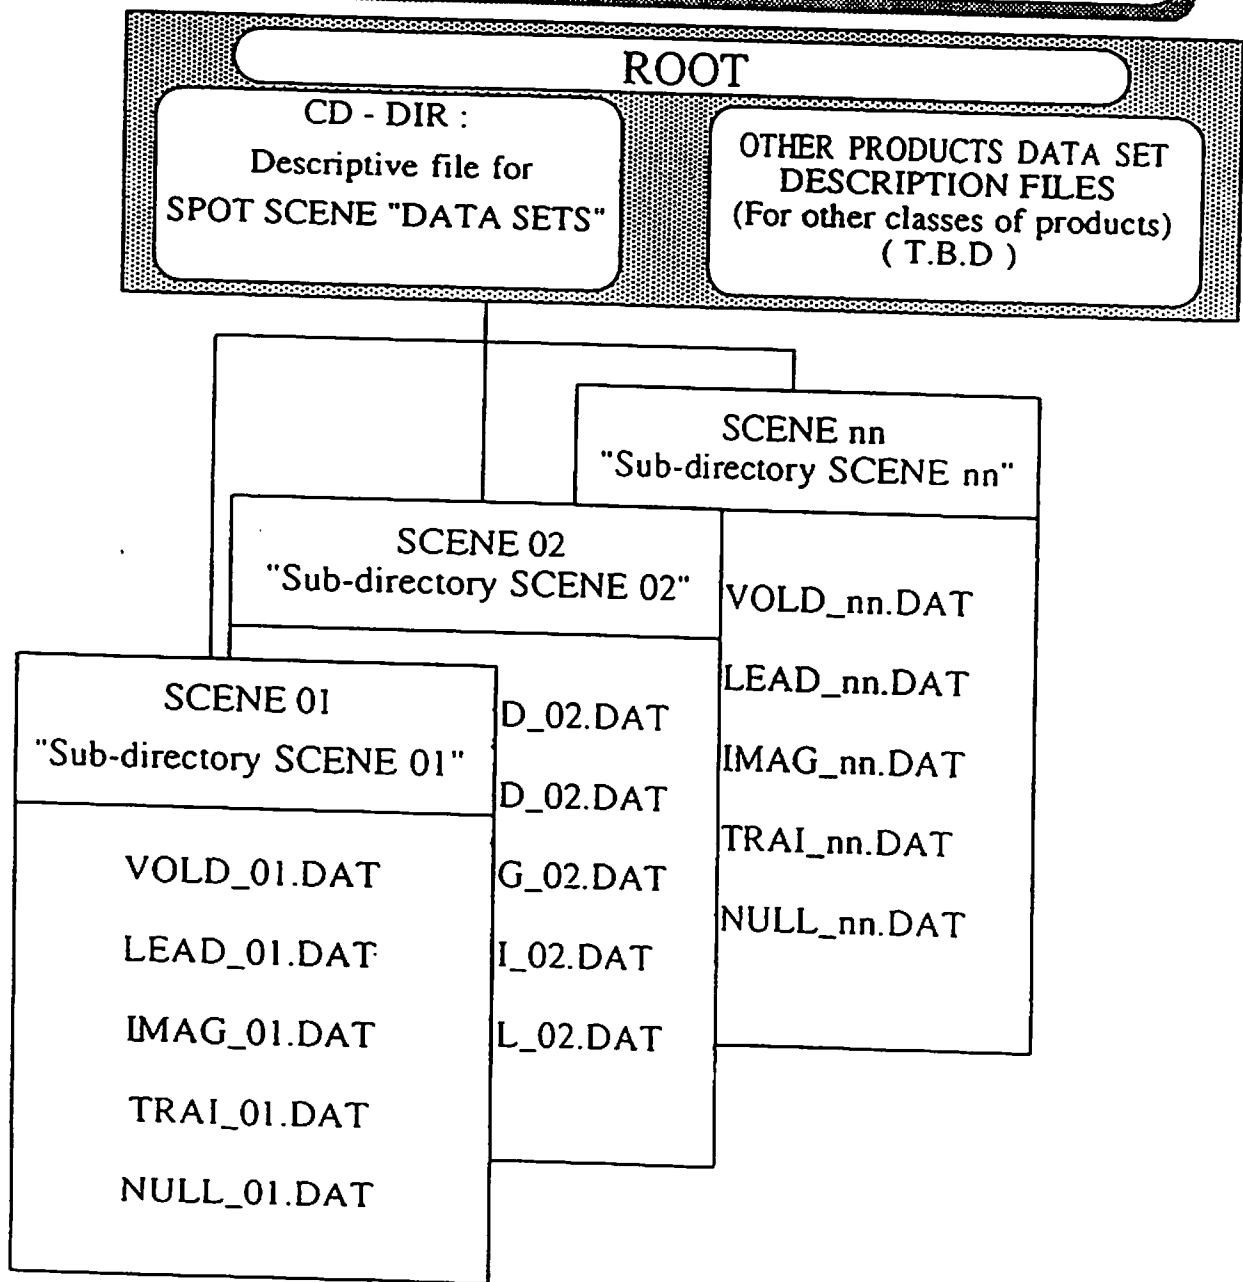 ROOT
CD - DIR :
Descriptive file for
SPOT SCENE "DATA SETS"
OTHER PRODUCTS DATA SET
DESCRIPTION FILES
(For other classes of products)
( T.B.D )
SCENE nn
"Sub-directory SCENE nn"
VOLD_nn.DAT
LEAD_nn.DAT
IMAG_nn.DAT
TRAI_nn.DAT
NULL_nn.DAT
SCENE 02
"Sub-directory SCENE 02"
D_02.DAT
D_02.DAT
G_02.DAT
I_02.DAT
L_02.DAT
SCENE 01
"Sub-directory SCENE 01"
VOLD_01.DAT
LEAD_01.DAT
IMAG_01.DAT
TRAI_01.DAT
NULL_01.DAT